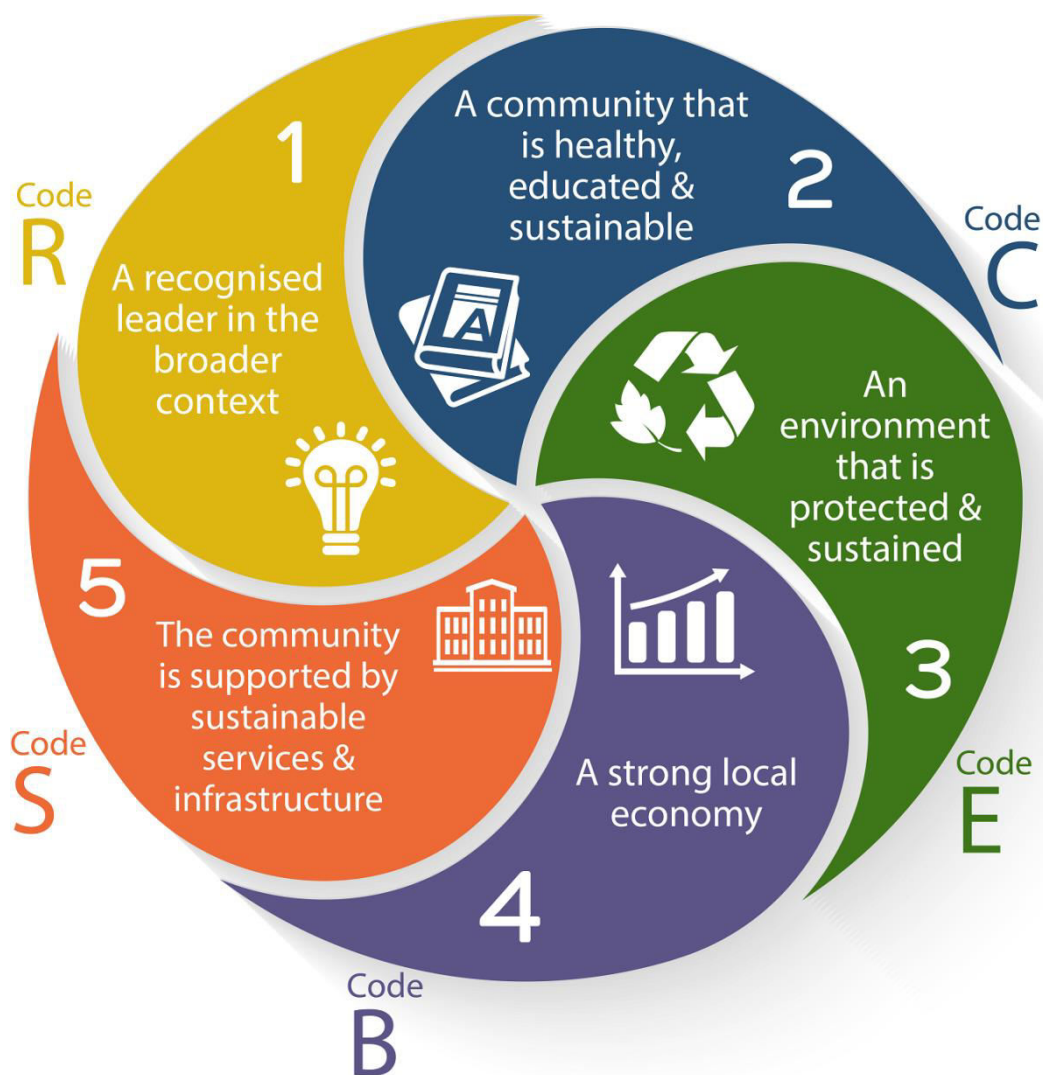 1
Code
R
A recognised
leader in the
broader
context
A community that
is healthy,
educated &
sustainable
2
Code
C
A
An
environment
that is
protected &
sustained
3
Code
E
A strong local
economy
4
Code
B
5
The community
is supported by
sustainable
services &
infrastructure
Code
S